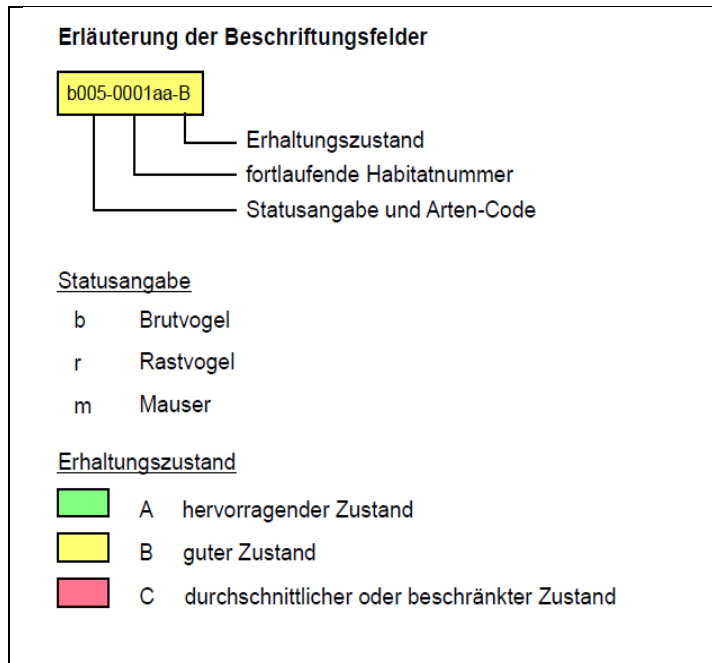 Erläuterung der Beschriftungsfelder
b005-0001aa-B
Erhaltungszustand
fortlaufende Habitatnummer
Statusangabe und Arten-Code
Statusangabe
b Brutvogel
r Rastvogel
m Mauser
Erhaltungszustand
A hervorragender Zustand
B guter Zustand
C durchschnittlicher oder beschränkter Zustand